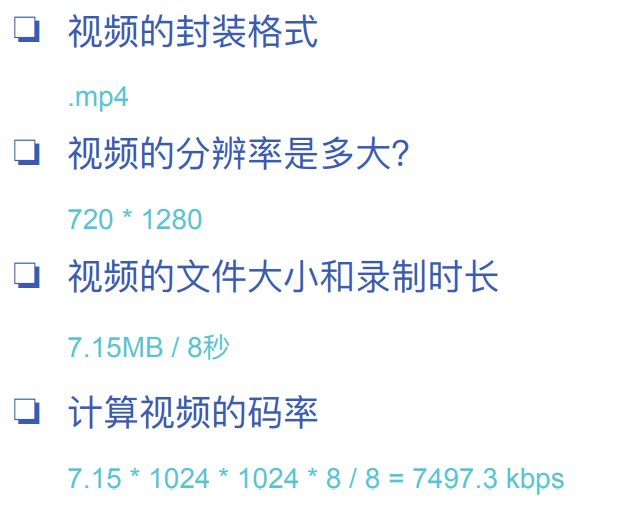 ❏ 视频的封装格式
.mp4
❏ 视频的分辨率是多大?
720 * 1280
❏ 视频的文件大小和录制时长
7.15MB / 8秒
❏ 计算视频的码率
7.15 * 1024 * 1024 * 8 / 8 = 7497.3 kbps